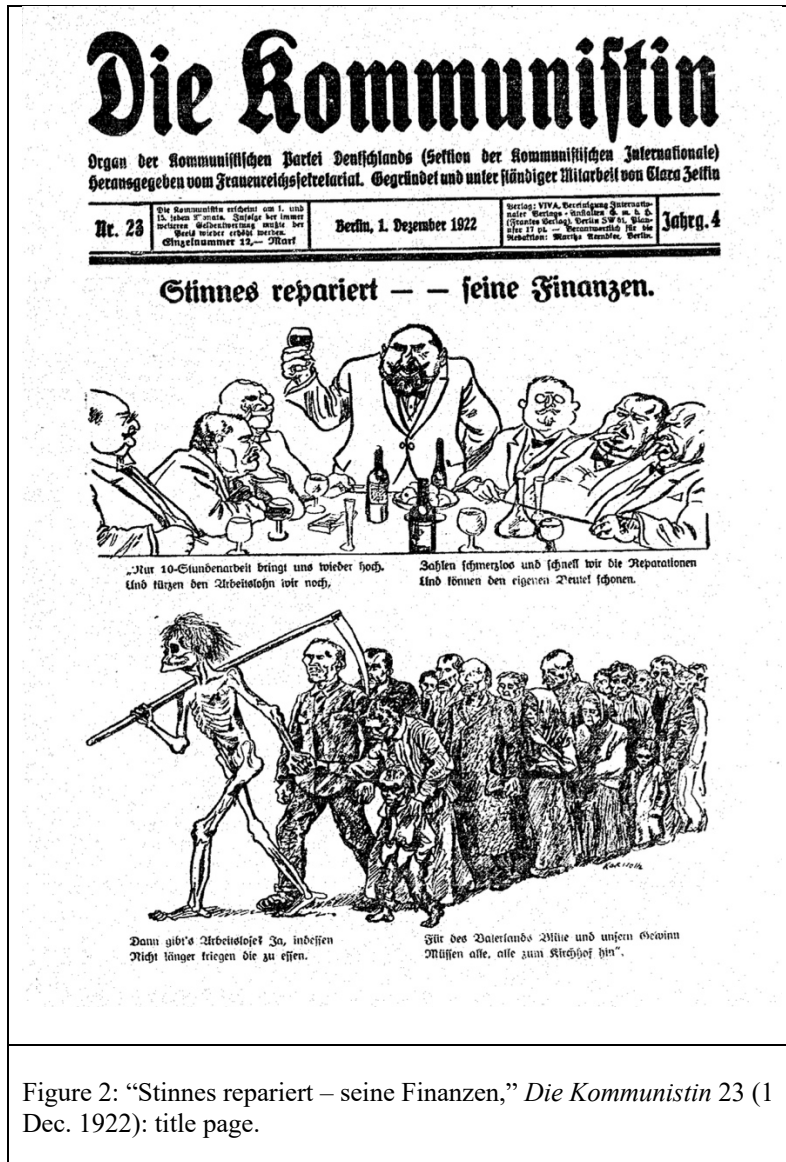 Die Kommuniſtin
Organ der Kommuniſtiſchen Partei Deutſchlands (Sektion der Kommuniſtiſchen Internationale)
Herausgegeben vom Frauenreichsſekretariat. Gegründet und unter ſtändiger Mitarbeit von Clara Zetkin
Nr. 23
Die Kommuniſtin erſcheint am 1. und
15. jeden Monats. Infolge der immer
weiteren Geldentwertung mußte der
Preis wieder erhöht werden.
Einzelnummer 12,— Mark
Berlin, 1. Dezember 1922
Verlag: VIVA, Vereinigung Internatio-
naler Verlags-Anſtalten G. m. b. H.
(Frankes Verlag), Berlin SW 61, Plan-
ufer 17 — Verantwortlich für die
Redaktion: Berlin.
Jahrg. 4
Stinnes repariert — — ſeine Finanzen.
„Nur 10-Stundenarbeit bringt uns wieder hoch.
Und kürzen den Arbeitslohn wir noch,
Zahlen ſchmerzlos und ſchnell wir die Reparationen
Und können den eigenen Beutel ſchonen.
Dann gibt's Arbeitsloſe? Ja, indeſſen
Nicht länger kriegen die zu eſſen.
Für des Vaterlands Blüte und unſern Gewinn
Müſſen alle, alle zum Kirchhof hin".
Figure 2: “Stinnes repariert – seine Finanzen,” Die Kommunistin 23 (1
Dec. 1922): title page.